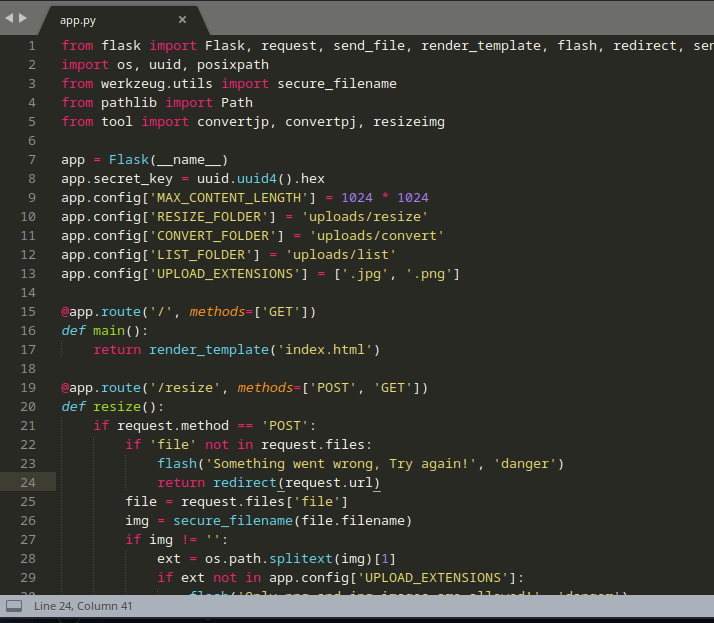 app.py ×
1 from flask import Flask, request, send_file, render_template, flash, redirect,
2 import os, uuid, posixpath
3 from werkzeug.utils import secure_filename
4 from pathlib import Path
5 from tool import convertjp, convertpj, resizeimg
6
7 app = Flask(__name__)
8 app.secret_key = uuid.uuid4().hex
9 app.config['MAX_CONTENT_LENGTH'] = 1024 * 1024
10 app.config['RESIZE_FOLDER'] = 'uploads/resize'
11 app.config['CONVERT_FOLDER'] = 'uploads/convert'
12 app.config['LIST_FOLDER'] = 'uploads/list'
13 app.config['UPLOAD_EXTENSIONS'] = ['.jpg', '.png']
14
15 @app.route('/', methods=['GET'])
16 def main():
17     return render_template('index.html')
18
19 @app.route('/resize', methods=['POST', 'GET'])
20 def resize():
21     if request.method == 'POST':
22         if 'file' not in request.files:
23             flash('Something went wrong, Try again!', 'danger')
24             return redirect(request.url)
25         file = request.files['file']
26         img = secure_filename(file.filename)
27         if img != '':
28             ext = os.path.splitext(img)[1]
29             if ext not in app.config['UPLOAD_EXTENSIONS']:
Line 24, Column 41